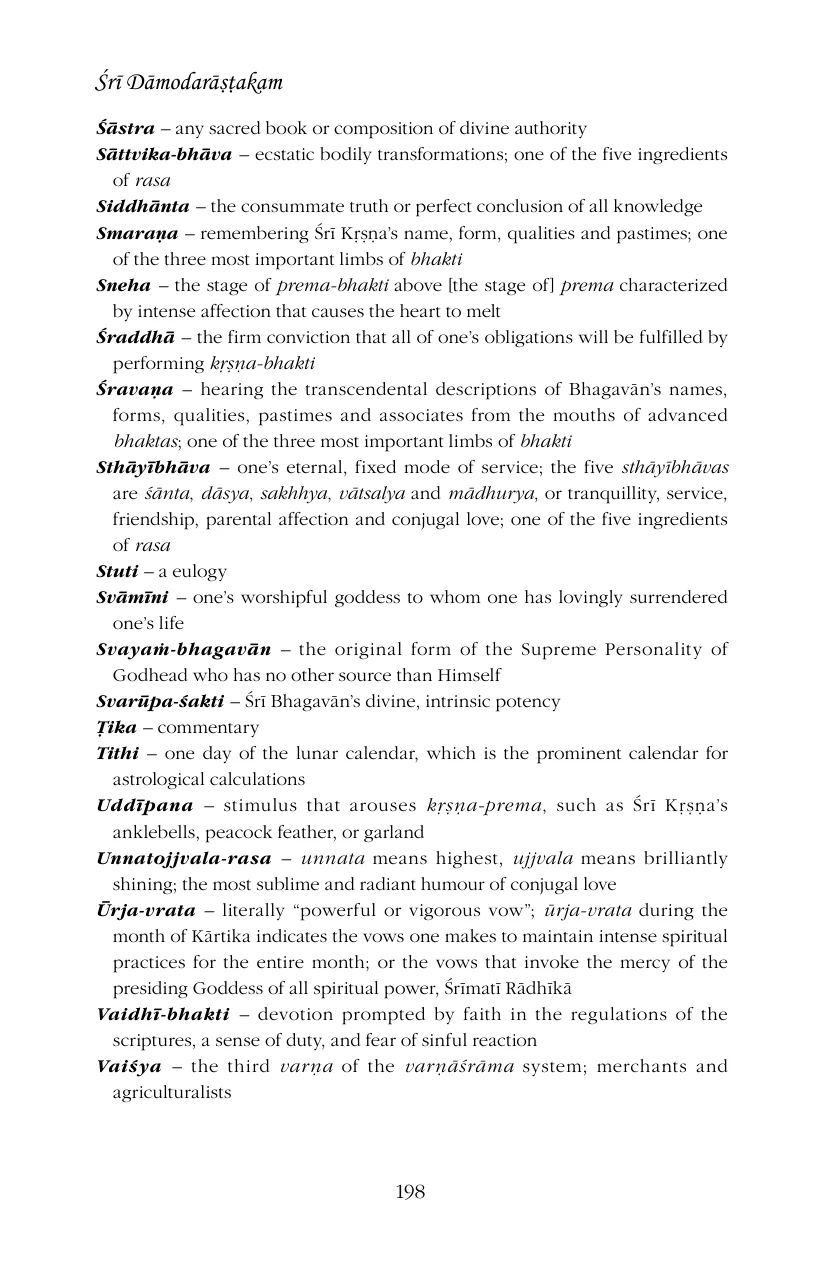 Śrī Dāmodarāṣṭakam
Śāstra – any sacred book or composition of divine authority
Sāttvika-bhāva – ecstatic bodily transformations; one of the five ingredients
of rasa
Siddhānta – the consummate truth or perfect conclusion of all knowledge
Smaraṇa – remembering Śrī Kṛṣṇa’s name, form, qualities and pastimes; one
of the three most important limbs of bhakti
Sneha – the stage of prema-bhakti above [the stage of] prema characterized
by intense affection that causes the heart to melt
Śraddhā – the firm conviction that all of one’s obligations will be fulfilled by
performing kṛṣṇa-bhakti
Śravaṇa – hearing the transcendental descriptions of Bhagavān’s names,
forms, qualities, pastimes and associates from the mouths of advanced
bhaktas; one of the three most important limbs of bhakti
Sthāyībhāva – one’s eternal, fixed mode of service; the five sthāyībhāvas
are śānta, dāsya, sakhhya, vātsalya and mādhurya, or tranquillity, service,
friendship, parental affection and conjugal love; one of the five ingredients
of rasa
Stuti – a eulogy
Svāmīni – one’s worshipful goddess to whom one has lovingly surrendered
one’s life
Svayaṁ-bhagavān – the original form of the Supreme Personality of
Godhead who has no other source than Himself
Svarūpa-śakti – Śrī Bhagavān’s divine, intrinsic potency
Ṭika – commentary
Tithi – one day of the lunar calendar, which is the prominent calendar for
astrological calculations
Uddīpana – stimulus that arouses kṛṣṇa-prema, such as Śrī Kṛṣṇa’s
anklebells, peacock feather, or garland
Unnatojjvala-rasa – unnata means highest, ujjvala means brilliantly
shining; the most sublime and radiant humour of conjugal love
Ūrja-vrata – literally “powerful or vigorous vow”; ūrja-vrata during the
month of Kārtika indicates the vows one makes to maintain intense spiritual
practices for the entire month; or the vows that invoke the mercy of the
presiding Goddess of all spiritual power, Śrīmatī Rādhīkā
Vaidhī-bhakti – devotion prompted by faith in the regulations of the
scriptures, a sense of duty, and fear of sinful reaction
Vaiśya – the third varṇa of the varṇāśrāma system; merchants and
agriculturalists
198